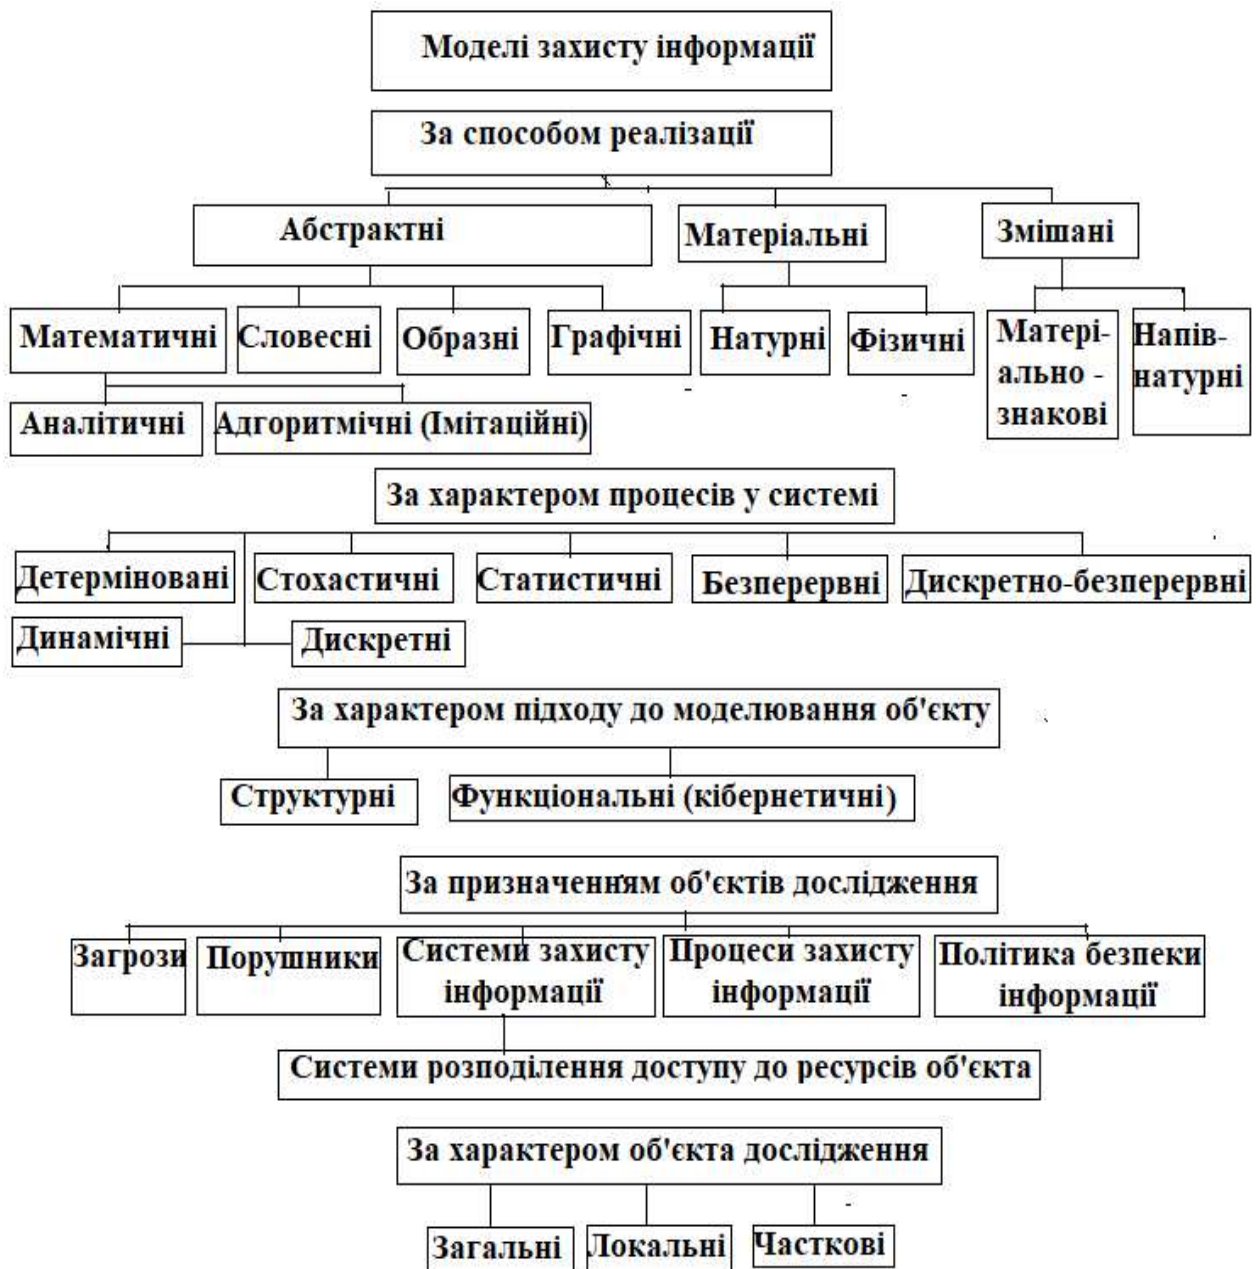 Моделі захисту інформації
За способом реалізації
Абстрактні
Матеріальні
Змішані
Математичні
Словесні
Образні
Графічні
Натурні
Фізичні
Матері-
ально -
знакові
Напів-
натурні
Аналітичні
Адгоритмічні (Імітаційні)
За характером процесів у системі
Детерміновані
Стохастичні
Статистичні
Безперервні
Дискретно-безперервні
Динамічні
Дискретні
За характером підходу до моделювання об'єкту
Структурні
Функціональні (кібернетичні)
За призначенням об'єктів дослідження
Загрози
Порушники
Системи захисту
інформації
Процеси захисту
інформації
Політика безпеки
інформації
Системи розподілення доступу до ресурсів об'єкта
За характером об'єкта дослідження
Загальні
Локальні
Часткові